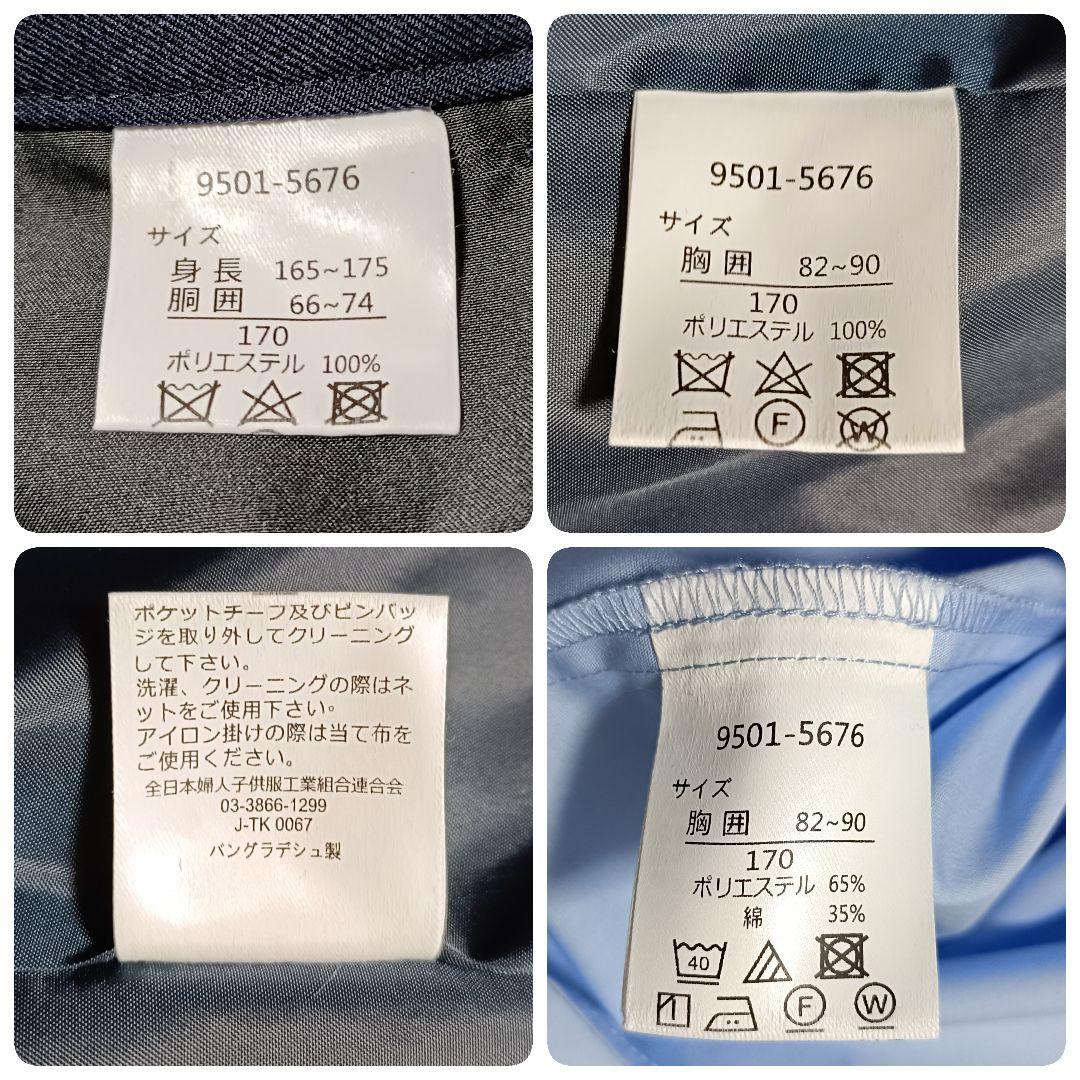 9501-5676
サイズ
身長 165~175
胴囲 66~74
170
ポリエステル 100%
9501-5676
サイズ
胸囲 82~90
170
ポリエステル 100%
F
W
ポケットチーフ及びピンバッ
ジを取り外してクリーニング
して下さい。
洗濯、クリーニングの際はネ
ットをご使用下さい。
アイロン掛けの際は当て布を
ご使用ください。
全日本婦人子供服工業組合連合会
03-3866-1299
J-TK 0067
バングラデシュ製
9501-5676
サイズ
胸囲 82~90
170
ポリエステル 65%
綿 35%
40
F W